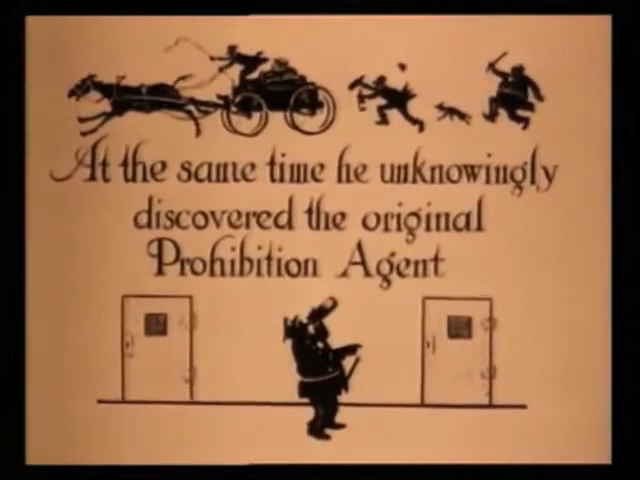 At the same time he unknowingly
discovered the original
Prohibition Agent